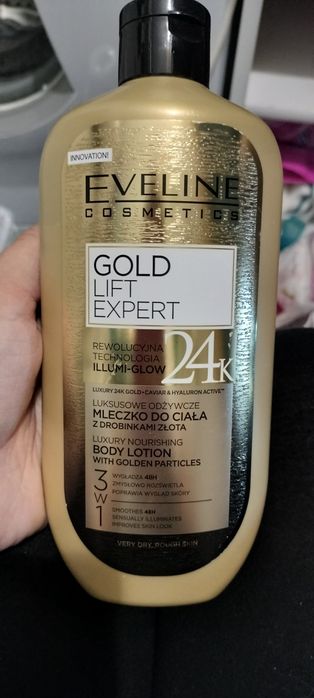 INNOVATION!
EVELINE
COSMETICS
GOLD
LIFT
EXPERT
REWOLUCYJNA
TECHNOLOGIA
ILLUMI-GLOW
24K
LUXURY 24K GOLD+CAVIAR & HYALURON ACTIVE™
LUKSUSOWE ODŻYWCZE
MLECZKO DO CIAŁA
Z DROBINKAMI ZŁOTA
LUXURY NOURISHING
BODY LOTION
WITH GOLDEN PARTICLES
3 W 1
WYGŁADZA 48H
ZMYSŁOWO ROZŚWIETLA
POPRAWIA WYGLĄD SKÓRY
SMOOTHES 48H
SENSUALLY ILLUMINATES
IMPROVES SKIN LOOK
VERY DRY, ROUGH SKIN